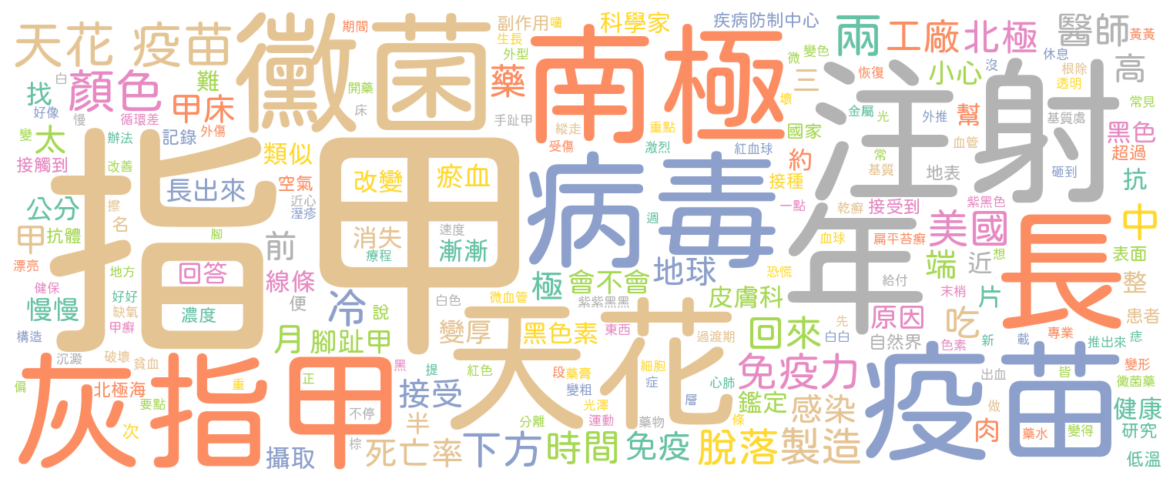 天花 疫苗
黴菌
期間
副作用
嘴
科學家
疾病防制中心
兩
工廠
北極
醫師
黃黃
生長
外型
南極
微
變色
恢復
沒
休息
根除
透明
高
白
顏色
難
找
好像
慢
循環差
甲床
外傷
開藥
床
藥
手趾甲
縱走
受傷
重點
激烈
紅血球
壞
三
國家
約
小心
金屬
光
外推
幫
注射
常見
基質處
黑色
超過
變
太
辦法
記錄
接觸到
改善
類似
空氣
近心
溼疹
指甲
長出來
改變
瘀血
病毒
接種
一點
常
基質
血管
地表
砸到
抗
公分
抗體
擦
名
甲
腳
前
消失
療程
速度
漸漸
週
地球
乾癬
接受到
血球
扁平苔癬
紫黑色
美國
想
中
表面
年
長
漂亮
地方
回答
線條
健保
慢慢
好好
缺氧
甲癬
濃度
便
冷
說
白色
微血管
極
會不會
紫紫黑黑
恐慌
皮膚科
給付
端
近
末梢
片
整
構造
月
腳趾甲
變厚
黑色素
東西
過渡期
回來
先
白白
原因
自然界
色素
吃
新
載
專業
患者
推出來
痣
沉澱
破壞
貧血
灰指甲
北極海
要點
偏
重
正
黑
提
紅色
接受
天花
段
藥膏
變粗
細胞
症
光澤
層
心肺
免疫力
鑑定
感染
疫苗
出血
皆
變形
黴菌藥
健康
次
不停
棕
半
攝取
死亡率
下方
分離
運動
藥物
條
時間
免疫
脫落
製造
做
肉
藥水
變得
研究
低溫